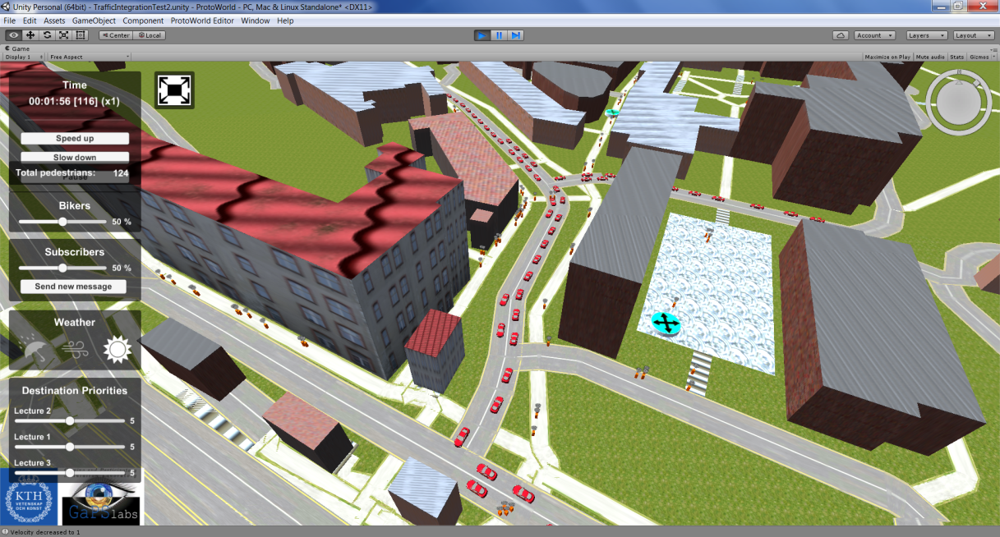 Unity Personal (64bit) - TrafficIntegrationTest2.unity - ProtoWorld - PC, Mac & Linux Standalone* <DX11>
File Edit Assets GameObject Component ProtoWorld Editor Window Help
Center Local Account Layers Layout
Game
Display 1 Free Aspect Maximize on Play Mute audio Stats Gizmos
Time
00:01:56 [116] (x1)
Speed up
Slow down
Total pedestrians: 124
Pause
Bikers
50 %
Subscribers
50 %
Send new message
Weather
Destination Priorities
Lecture 2
5
Lecture 1
5
Lecture 3
5
KTH
VETENSKAP
OCH KONST
GaPSlabs
Velocity decreased to 1